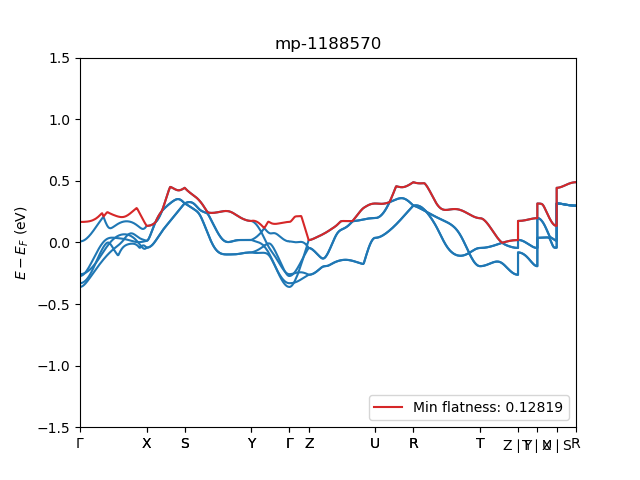 mp-1188570
E − E_F (eV)
1.5
1.0
0.5
0.0
−0.5
−1.0
−1.5
Min flatness: 0.12819
Γ X S Y Γ Z U R T Z | T Y | X | S R